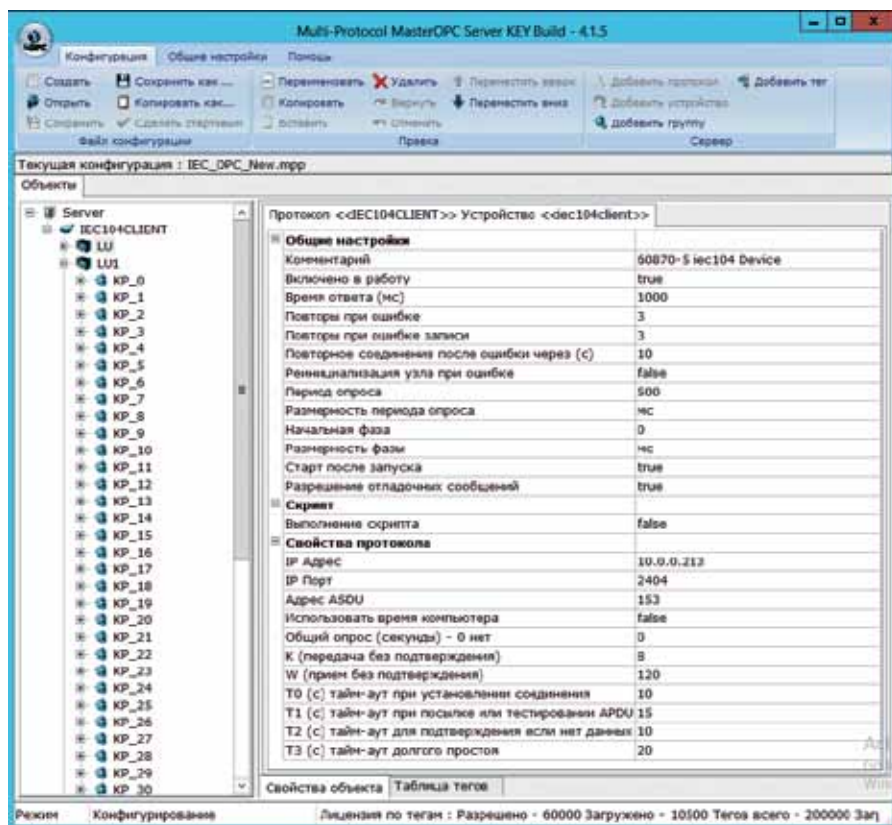 Multi-Protocol MasterOPC Server KEY Build - 4.1.5
Конфигурация Общие настройки Помощь
Создать Сохранить как ... Переименовать Удалить Переместить вверх Добавить протокол Добавить тег
Открыть Копировать как... Копировать Вернуть Переместить вниз Добавить устройство
Сохранить Сделать стартовым Вставить Отменить Добавить группу
Файл конфигурации Правка Сервер
Текущая конфигурация : IEC_OPC_New.mpp
Объекты
Server
IEC104CLIENT
LU
LU1
KP_0
KP_1
KP_2
KP_3
KP_4
KP_5
KP_6
KP_7
KP_8
KP_9
KP_10
KP_11
KP_12
KP_13
KP_14
KP_15
KP_16
KP_17
KP_18
KP_19
KP_20
KP_21
KP_22
KP_23
KP_24
KP_25
KP_26
KP_27
KP_28
KP_29
KP_30
Протокол <<IEC104CLIENT>> Устройство <<iec104client>>
Общие настройки
Комментарий 60870-5 iec104 Device
Включено в работу true
Время ответа (мс) 1000
Повторы при ошибке 3
Повторы при ошибке записи 3
Повторное соединения после ошибки через (с) 10
Реинициализация узла при ошибке false
Период опроса 500
Размерность периода опроса мс
Начальная фаза 0
Размерность фазы мс
Старт после запуска true
Разрешение отладочных сообщений true
Скрипт
Выполнение скрипта false
Свойства протокола
IP Адрес 10.0.0.213
IP Порт 2404
Адрес ASDU 153
Использовать время компьютера false
Общий опрос (секунды) - 0 нет 0
K (передача без подтверждения) 8
W (прием без подтверждения) 120
T0 (с) тайм-аут при установлении соединения 10
T1 (с) тайм-аут при посылке или тестировании APDU 15
T2 (с) тайм-аут для подтверждения если нет данных 10
T3 (с) тайм-аут долгого простоя 20
Свойства объекта Таблица тегов
Режим Конфигурирование Лицензия по тегам : Разрешено - 60000 Загружено - 10500 Тегов всего - 200000 Заг